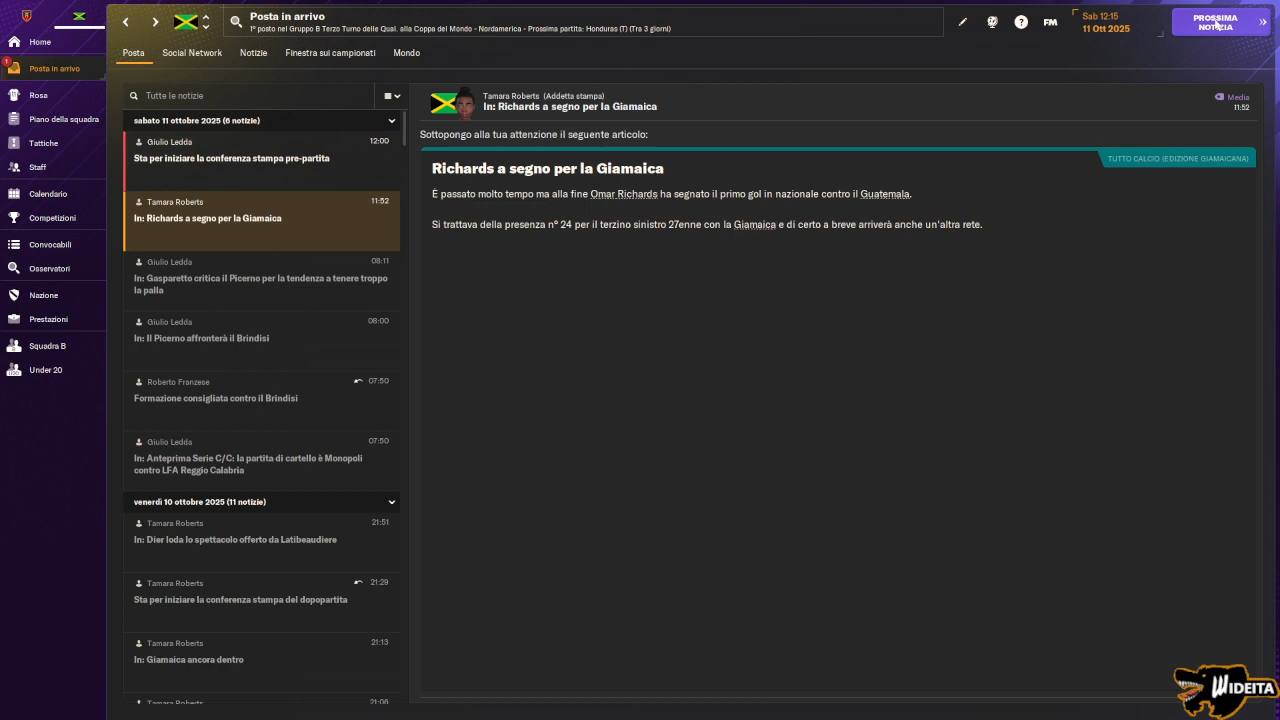 Posta in arrivo
1º posto nel Gruppo B Terzo Turno delle Qual. alla Coppa del Mondo - Nordamerica - Prossima partita: Honduras (T) (Tra 3 giorni)
FM
Sab 12:15
11 Ott 2025
PROSSIMA
NOTIZIA
Posta
Social Network
Notizie
Finestra sui campionati
Mondo
Home
1
Posta in arrivo
Rosa
Piano della squadra
Tattiche
Staff
Calendario
Competizioni
Convocabili
Osservatori
Nazione
Prestazioni
Squadra B
Under 20
Tutte le notizie
sabato 11 ottobre 2025 (6 notizie)
Giulio Ledda
12:00
Sta per iniziare la conferenza stampa pre-partita
Tamara Roberts
11:52
In: Richards a segno per la Giamaica
Giulio Ledda
08:11
In: Gasparetto critica il Picerno per la tendenza a tenere troppo
la palla
Giulio Ledda
08:00
In: Il Picerno affronterà il Brindisi
Roberto Franzese
07:50
Formazione consigliata contro il Brindisi
Giulio Ledda
07:50
In: Anteprima Serie C/C: la partita di cartello è Monopoli
contro LFA Reggio Calabria
venerdì 10 ottobre 2025 (11 notizie)
Tamara Roberts
21:51
In: Dier loda lo spettacolo offerto da Latibeaudiere
Tamara Roberts
21:29
Sta per iniziare la conferenza stampa del dopopartita
Tamara Roberts
21:13
In: Giamaica ancora dentro
Tamara Roberts
21:06
Tamara Roberts (Addetta stampa)
In: Richards a segno per la Giamaica
Media
11:52
Sottopongo alla tua attenzione il seguente articolo:
TUTTO CALCIO (EDIZIONE GIAMAICANA)
Richards a segno per la Giamaica
È passato molto tempo ma alla fine Omar Richards ha segnato il primo gol in nazionale contro il Guatemala.
Si trattava della presenza n° 24 per il terzino sinistro 27enne con la Giamaica e di certo a breve arriverà anche un'altra rete.
WIDEITA